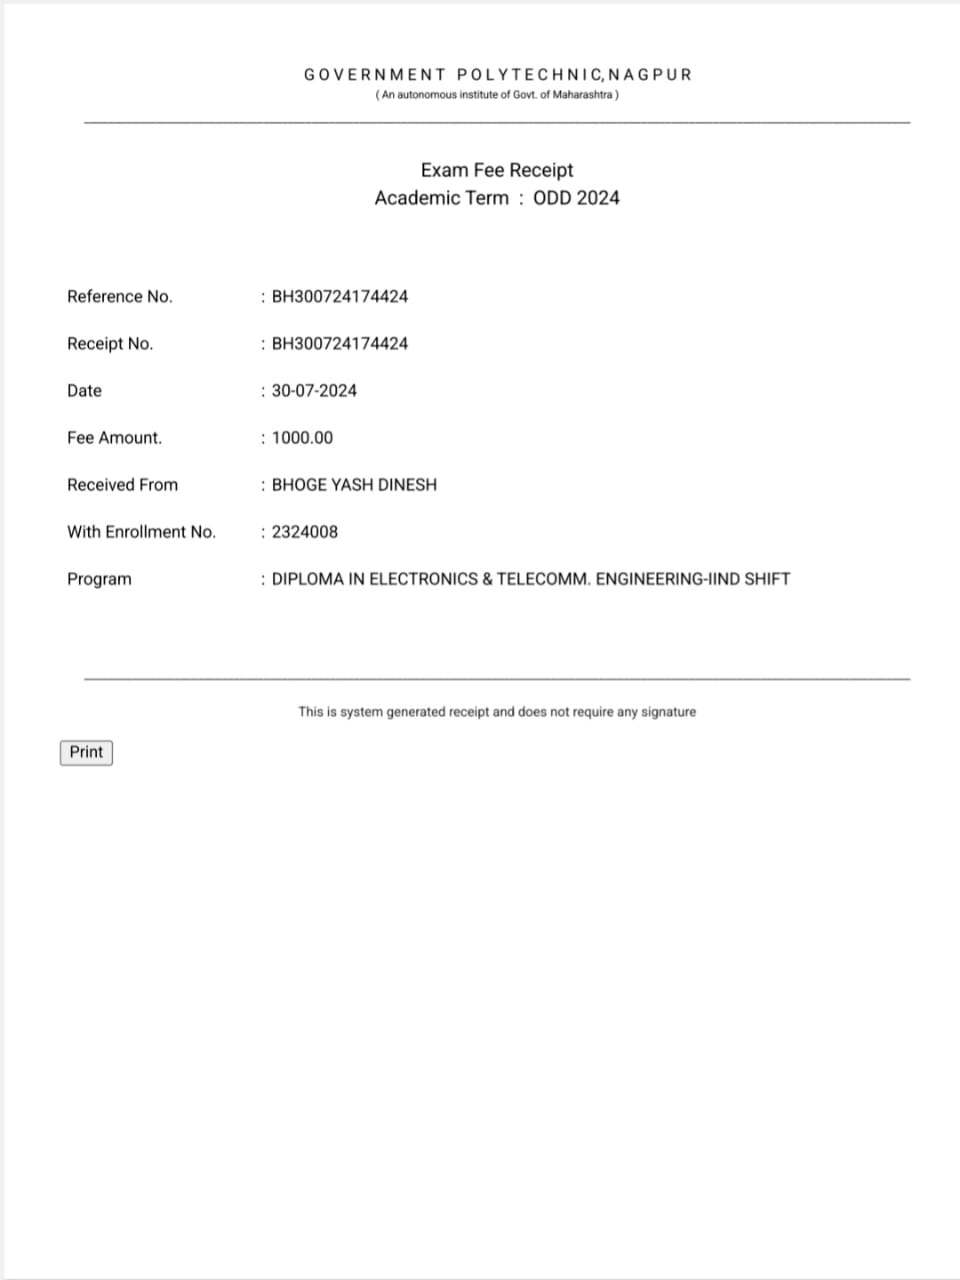 GOVERNMENT POLYTECHNIC,NAGPUR
( An autonomous institute of Govt. of Maharashtra )
Exam Fee Receipt
Academic Term : ODD 2024
Reference No. : BH300724174424
Receipt No. : BH300724174424
Date : 30-07-2024
Fee Amount. : 1000.00
Received From : BHOGE YASH DINESH
With Enrollment No. : 2324008
Program : DIPLOMA IN ELECTRONICS & TELECOMM. ENGINEERING-IIND SHIFT
This is system generated receipt and does not require any signature
Print